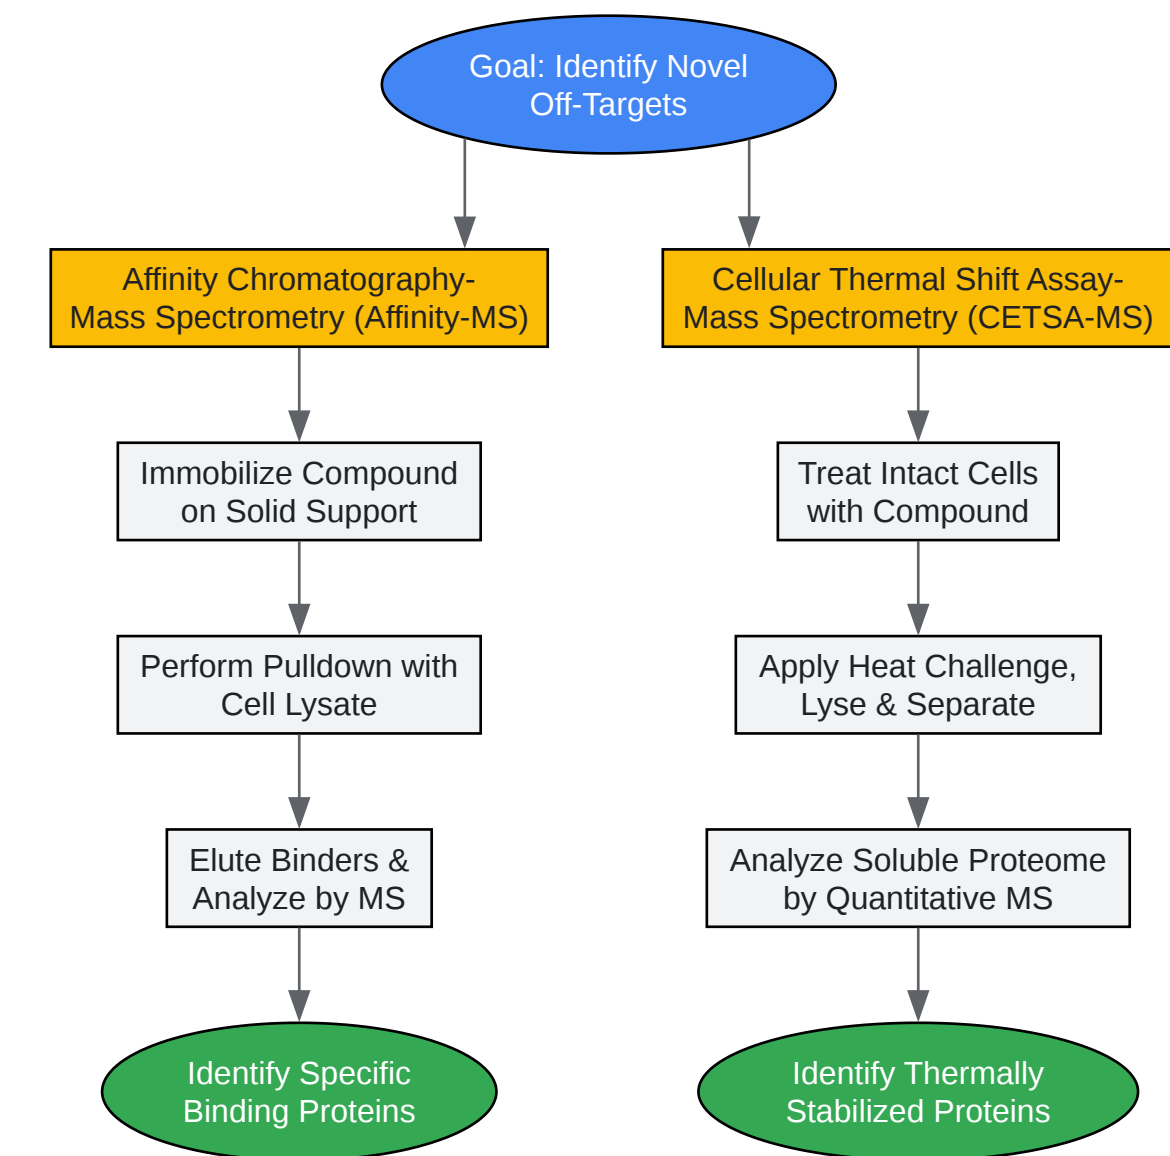 Goal: Identify Novel
Off-Targets
Affinity Chromatography-
Mass Spectrometry (Affinity-MS)
Cellular Thermal Shift Assay-
Mass Spectrometry (CETSA-MS)
Immobilize Compound
on Solid Support
Treat Intact Cells
with Compound
Perform Pulldown with
Cell Lysate
Apply Heat Challenge,
Lyse & Separate
Elute Binders &
Analyze by MS
Analyze Soluble Proteome
by Quantitative MS
Identify Specific
Binding Proteins
Identify Thermally
Stabilized Proteins